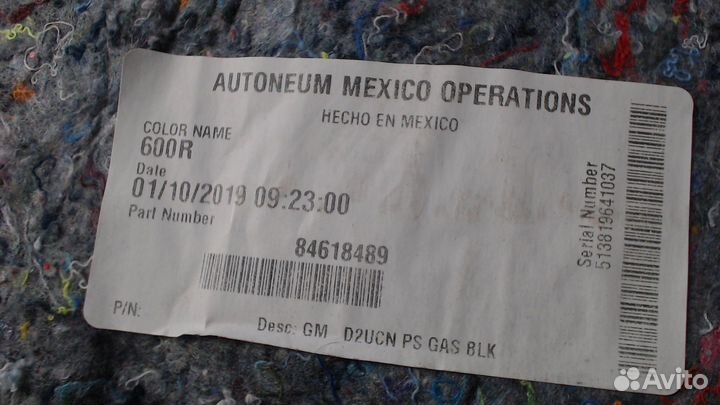 AUTONEUM MEXICO OPERATIONS
HECHO EN MEXICO
COLOR NAME
600R
Date
01/10/2019 09:23:00
Part Number
84618489
P/N:
Desc: GM D2UCN PS GAS BLK
Serial Number
513819641037
Avito